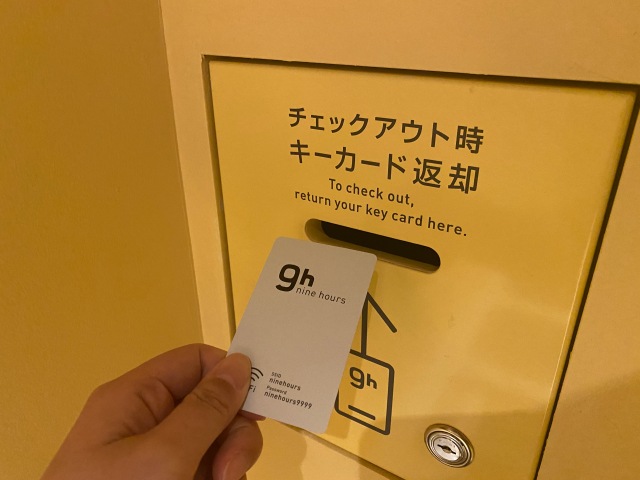 チェックアウト時
キーカード返却
To check out,
return your key card here.
9h
nine hours
SSID
ninehours
Password
ninehours9999
Fi
9h